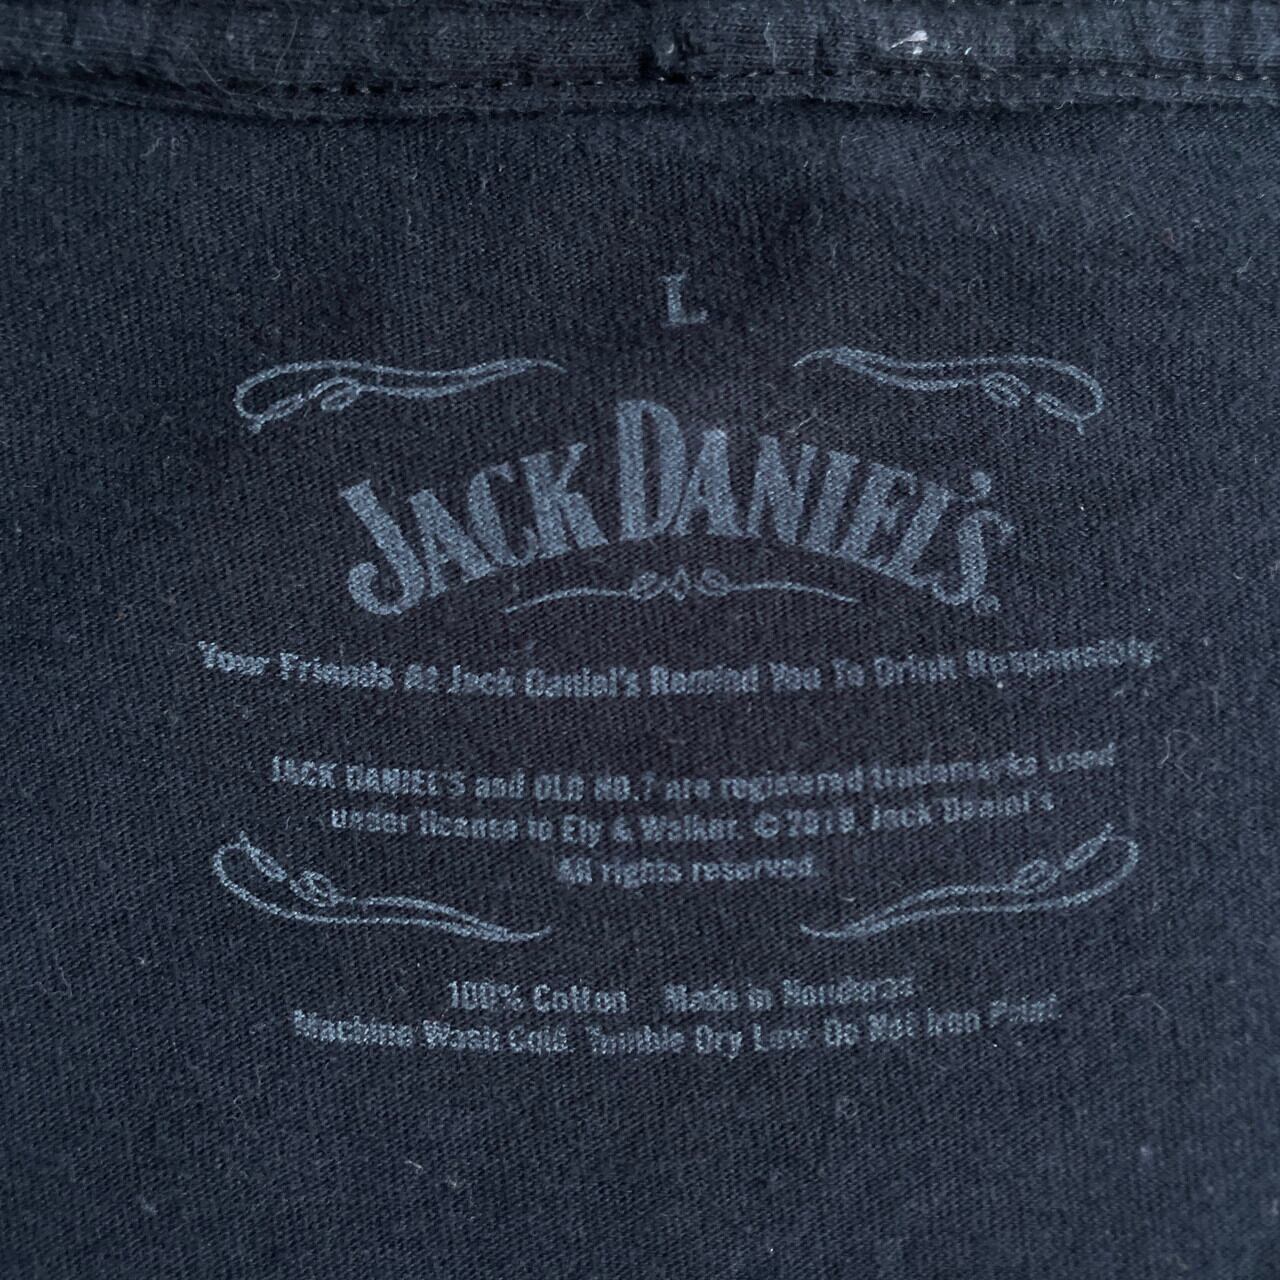 L
JACK DANIEL'S
Your Friends At Jack Daniel's Remind You To Drink Responsibly.
JACK DANIEL'S and OLD NO.7 are registered trademarks used
under license to Ely & Walker. © 2018, Jack Daniel's
All rights reserved.
100% Cotton Made in Honduras
Machine Wash Cold. Tumble Dry Low. Do Not Iron Print.